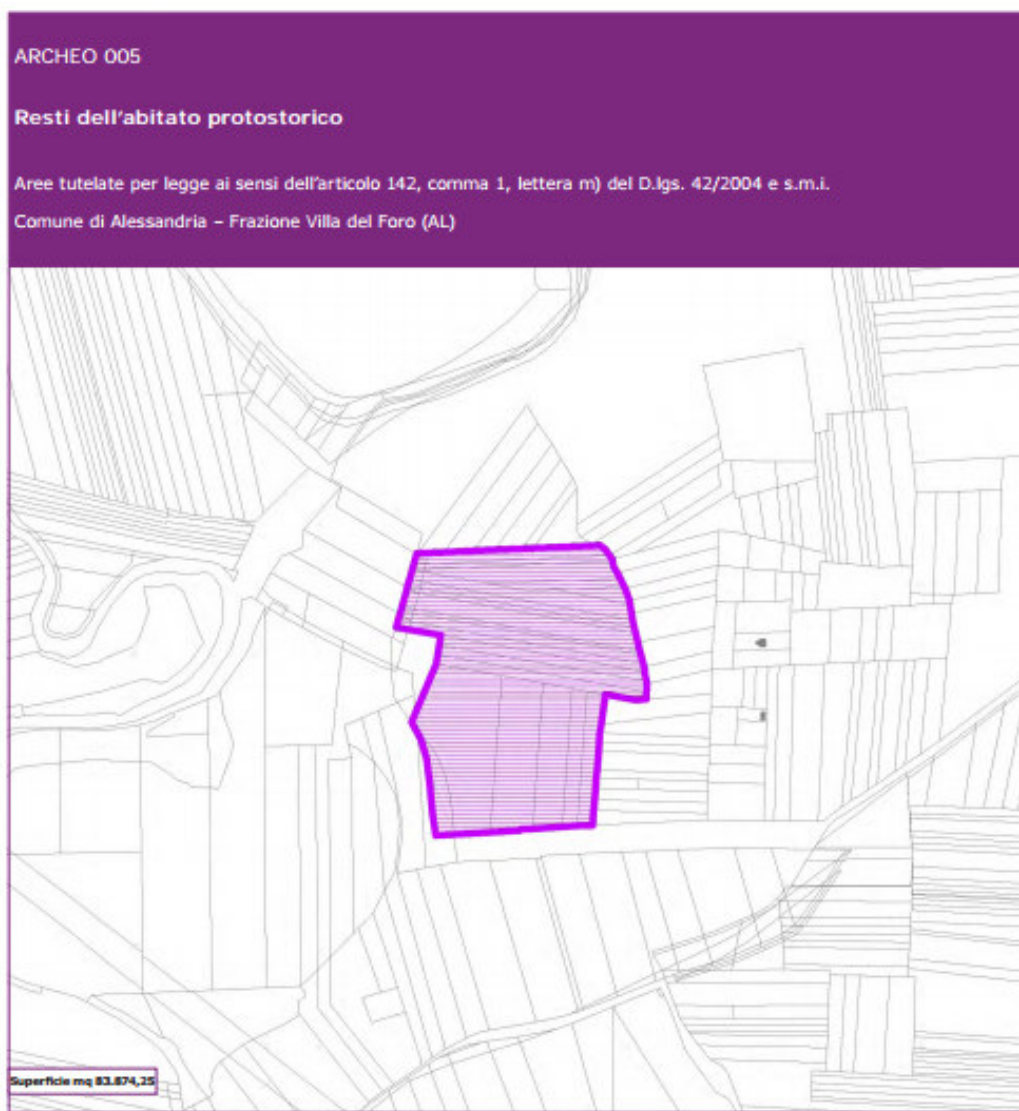 ARCHEO 005
Resti dell'abitato protostorico
Aree tutelate per legge ai sensi dell'articolo 142, comma 1, lettera m) del D.lgs. 42/2004 e s.m.i.
Comune di Alessandria – Frazione Villa del Foro (AL)
Superficie mq 83.874,25